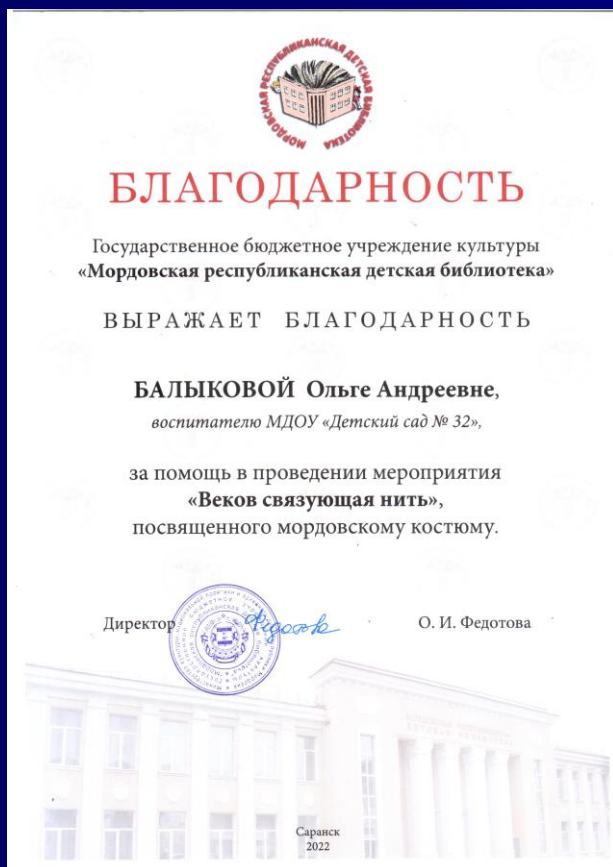 МОРДОВСКАЯ РЕСПУБЛИКАНСКАЯ ДЕТСКАЯ БИБЛИОТЕКА
БЛАГОДАРНОСТЬ
Государственное бюджетное учреждение культуры
«Мордовская республиканская детская библиотека»
ВЫРАЖАЕТ БЛАГОДАРНОСТЬ
БАЛЫКОВОЙ Ольге Андреевне,
воспитателю МДОУ «Детский сад № 32»,
за помощь в проведении мероприятия
«Веков связующая нить»,
посвященного мордовскому костюму.
Директор Федотова О. И. Федотова
Саранск
2022